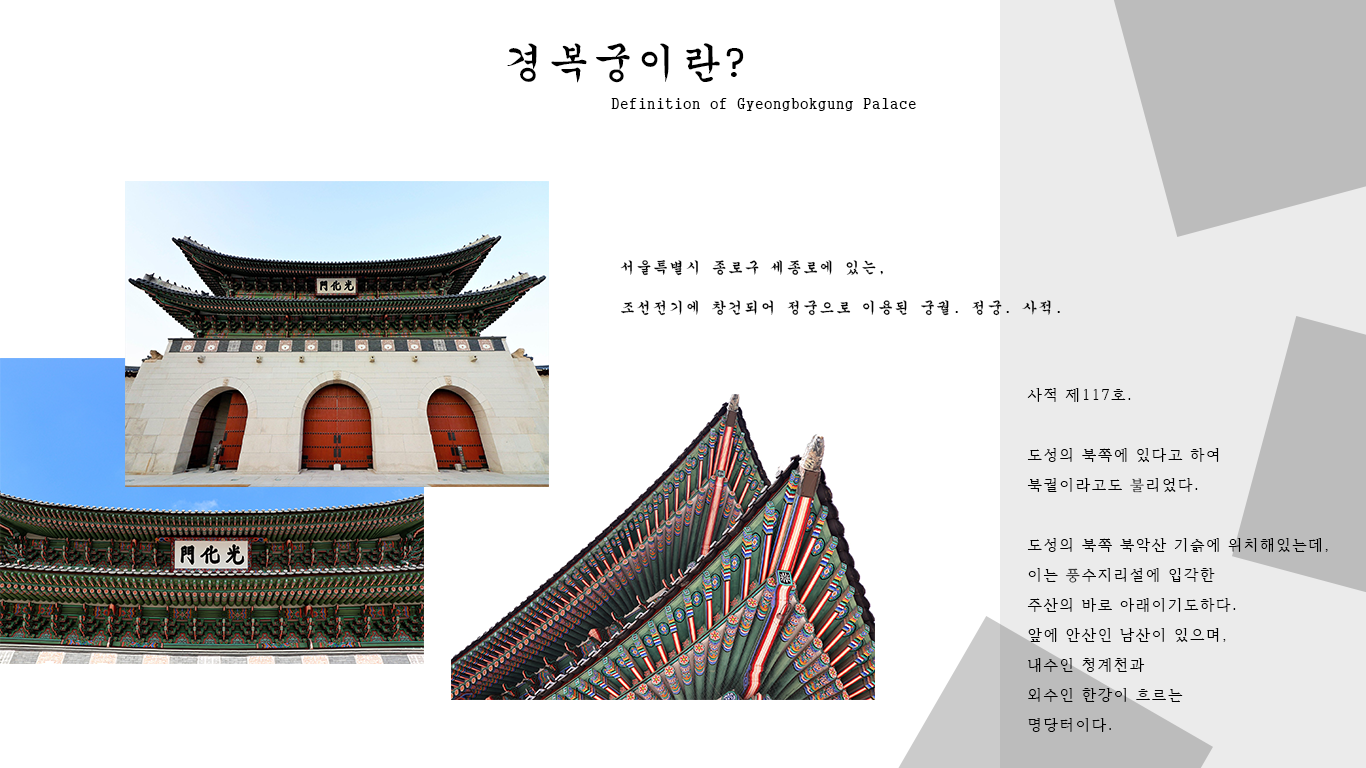 경복궁이란?
Definition of Gyeongbokgung Palace
光化門
門化光
서울특별시 종로구 세종로에 있는,
조선전기에 창건되어 정궁으로 이용된 궁궐. 정궁. 사적.
사적 제117호.
도성의 북쪽에 있다고 하여
북궐이라고도 불리었다.
도성의 북쪽 북악산 기슭에 위치해있는데,
이는 풍수지리설에 입각한
주산의 바로 아래이기도하다.
앞에 안산인 남산이 있으며,
내수인 청계천과
외수인 한강이 흐르는
명당터이다.